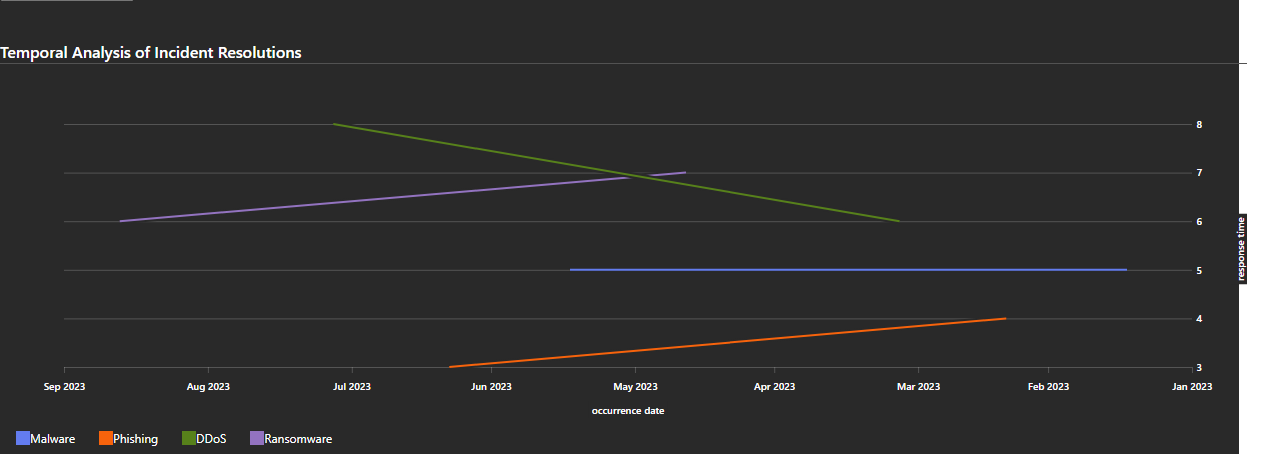 Temporal Analysis of Incident Resolutions
8
7
6
5
4
3
response time
Sep 2023 Aug 2023 Jul 2023 Jun 2023 May 2023 Apr 2023 Mar 2023 Feb 2023 Jan 2023
occurrence date
Malware Phishing DDoS Ransomware